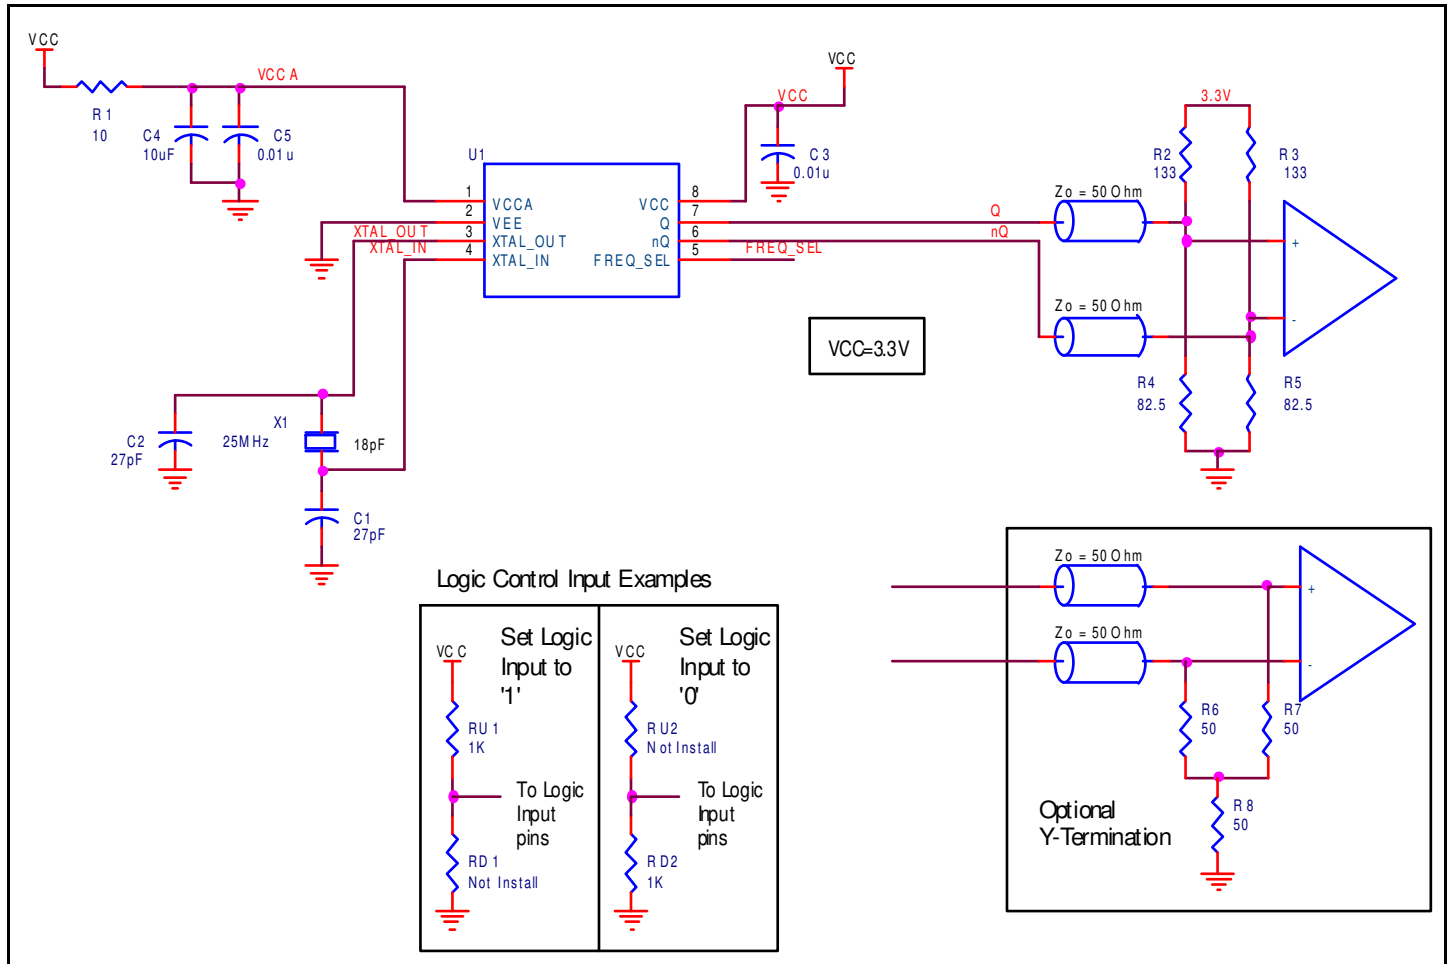 VCC
VCC A
R1
10
C4
10uF
C5
0.01u
VCC
VCC
C3
0.01u
3.3V
R2
133
R3
133
U1
1
2
3
4
VCCA
VEE
XTAL_OUT
XTAL_IN
VCC
Q
nQ
FREQ_SEL
8
7
6
5
XTAL_OUT
XTAL_IN
Q
nQ
FREQ_SEL
Zo = 50 Ohm
+
Zo = 50 Ohm
-
VCC=3.3V
R4
82.5
R5
82.5
C2
27pF
X1
25MHz
18pF
C1
27pF
Logic Control Input Examples
Set Logic
Input to
'1'
VCC
RU1
1K
To Logic
Input
pins
RD1
Not Install
Set Logic
Input to
'0'
VCC
RU2
Not Install
To Logic
Input
pins
RD2
1K
Zo = 50 Ohm
+
Zo = 50 Ohm
-
R6
50
R7
50
R8
50
Optional
Y-Termination